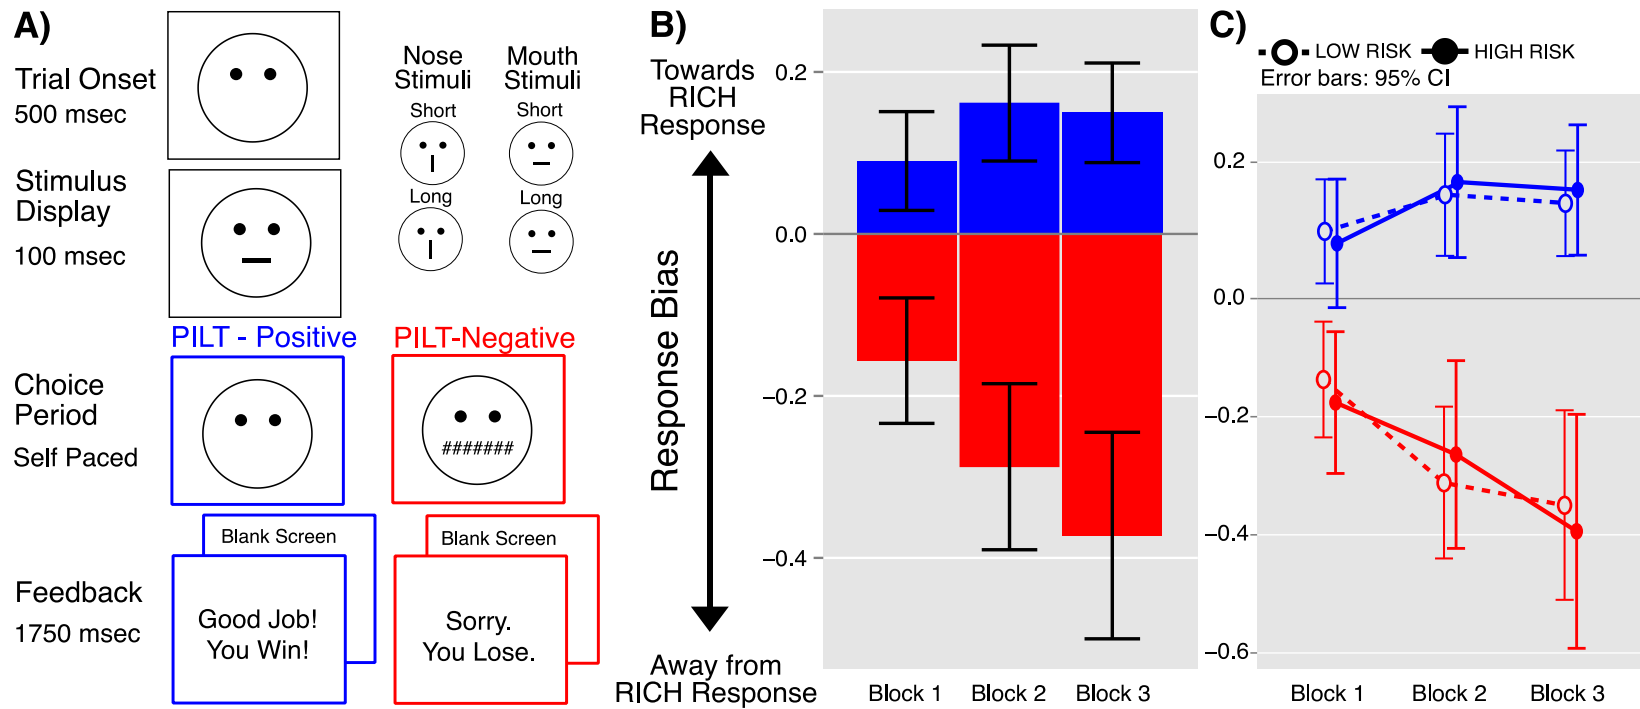 A)
Trial Onset
500 msec
Stimulus
Display
100 msec
Nose
Stimuli
Short
Long
Mouth
Stimuli
Short
Long
PILT - Positive
PILT-Negative
Choice
Period
Self Paced
#######
Feedback
1750 msec
Blank Screen
Good Job!
You Win!
Blank Screen
Sorry.
You Lose.
B)
Towards
RICH
Response
Response Bias
Away from
RICH Response
0.2
0.0
−0.2
−0.4
Block 1
Block 2
Block 3
C)
LOW RISK
HIGH RISK
Error bars: 95% CI
0.2
0.0
−0.2
−0.4
−0.6
Block 1
Block 2
Block 3